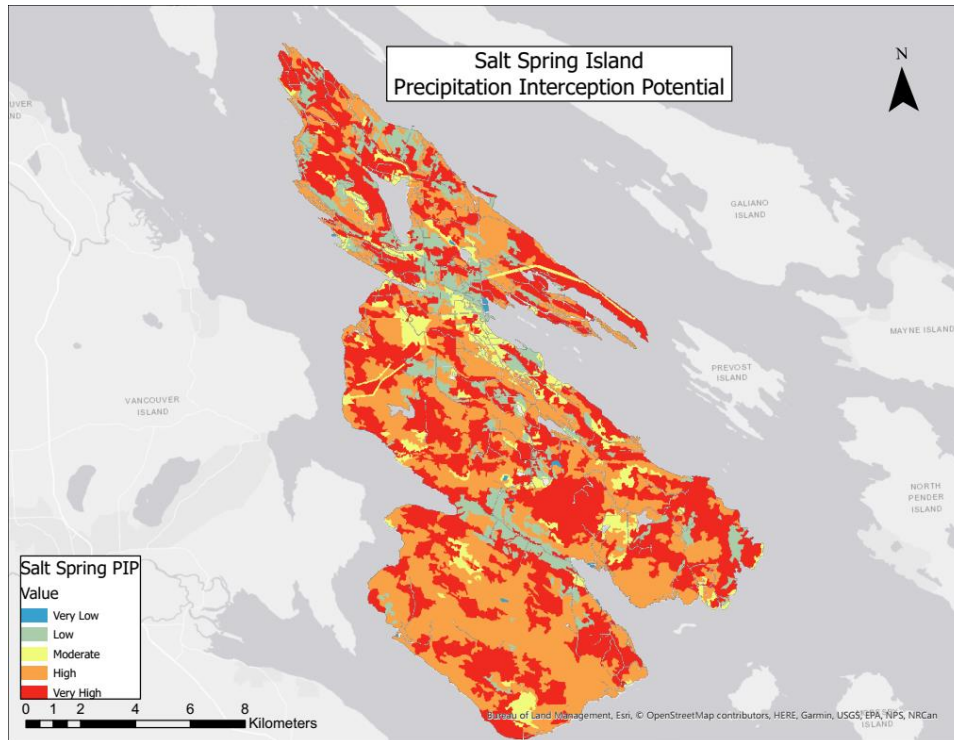 Salt Spring Island
Precipitation Interception Potential
N
GALIANO
ISLAND
MAYNE ISLAND
PREVOST
ISLAND
VANCOUVER
ISLAND
NORTH
PENDER
ISLAND
Salt Spring PIP
Value
Very Low
Low
Moderate
High
Very High
0 1 2 4 6 8
Kilometers
Bureau of Land Management, Esri, © OpenStreetMap contributors, HERE, Garmin, USGS, EPA, NPS, NRCan